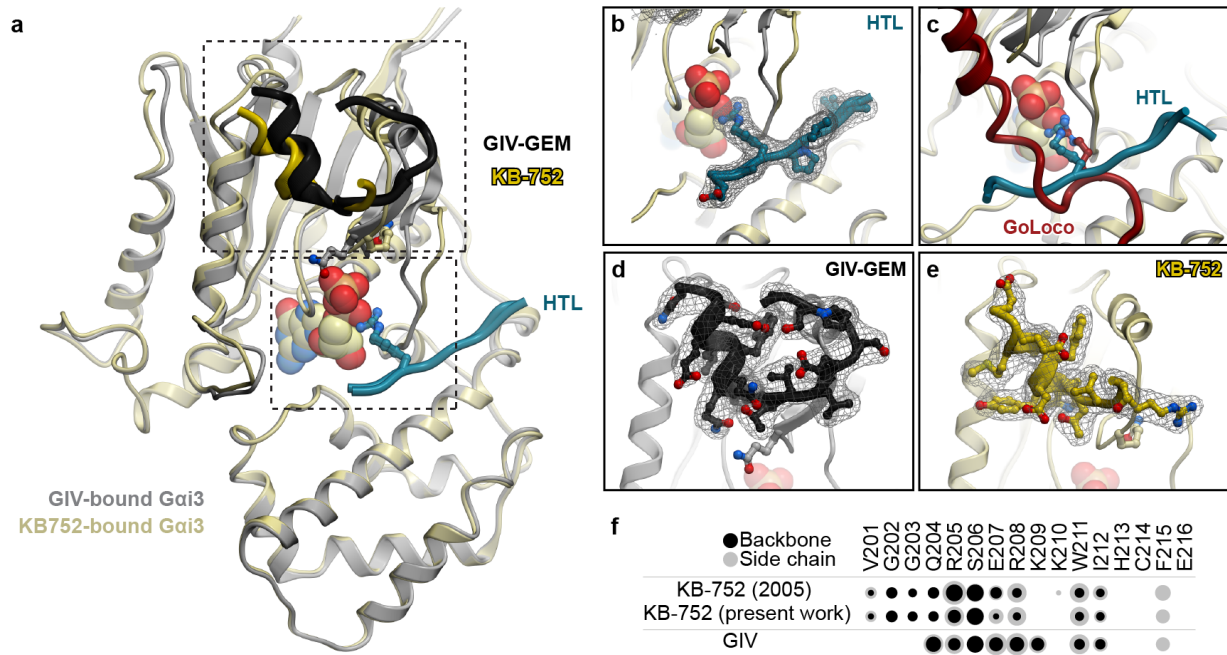 a
GIV-GEM
KB-752
HTL
GIV-bound Gαi3
KB752-bound Gαi3
b
HTL
c
HTL
GoLoco
d
GIV-GEM
e
KB-752
f
Backbone
Side chain
V201
G202
G203
Q204
R205
S206
E207
R208
K209
K210
W211
I212
H213
C214
F215
E216
KB-752 (2005)
KB-752 (present work)
GIV